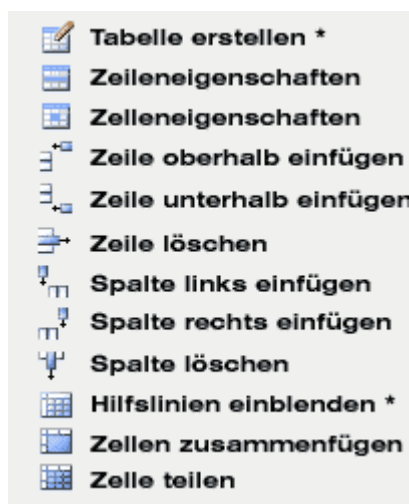 Tabelle erstellen *
Zeileneigenschaften
Zelleneigenschaften
Zeile oberhalb einfügen
Zeile unterhalb einfügen
Zeile löschen
Spalte links einfügen
Spalte rechts einfügen
Spalte löschen
Hilfslinien einblenden *
Zellen zusammenfügen
Zelle teilen